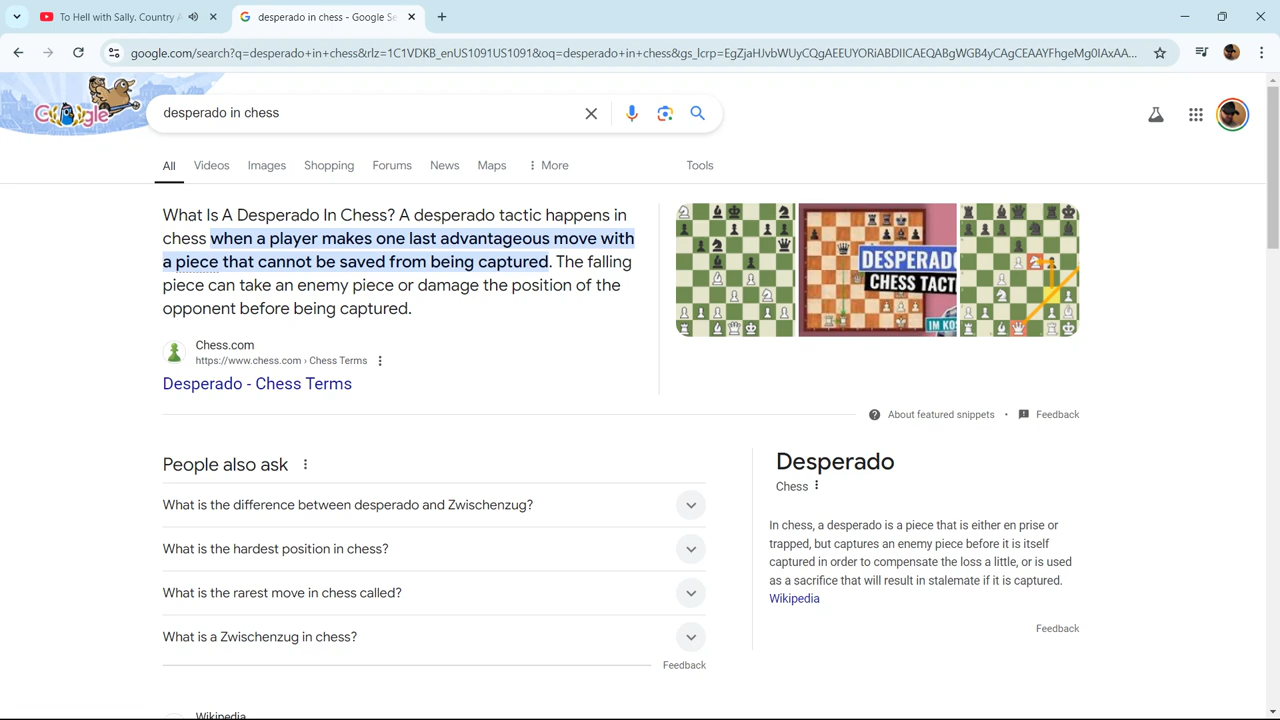 To Hell with Sally. Country A
desperado in chess - Google Se
google.com/search?q=desperado+in+chess&rlz=1C1VDKB_enUS1091US1091&oq=desperado+in+chess&gs_lcrp=EgZjaHJvbWUyCQgAEEUYORiABDIICAEQABgWGB4yCAgCEAAYFhgeMg0IAxAA...
Google
desperado in chess
All
Videos
Images
Shopping
Forums
News
Maps
More
Tools
What Is A Desperado In Chess? A desperado tactic happens in
chess when a player makes one last advantageous move with
a piece that cannot be saved from being captured. The falling
piece can take an enemy piece or damage the position of the
opponent before being captured.
DESPERADO
CHESS TACT
IM KOS
Chess.com
https://www.chess.com › Chess Terms
Desperado - Chess Terms
About featured snippets
•
Feedback
People also ask
What is the difference between desperado and Zwischenzug?
What is the hardest position in chess?
What is the rarest move in chess called?
What is a Zwischenzug in chess?
Feedback
Desperado
Chess
In chess, a desperado is a piece that is either en prise or
trapped, but captures an enemy piece before it is itself
captured in order to compensate the loss a little, or is used
as a sacrifice that will result in stalemate if it is captured.
Wikipedia
Feedback
Wikipedia